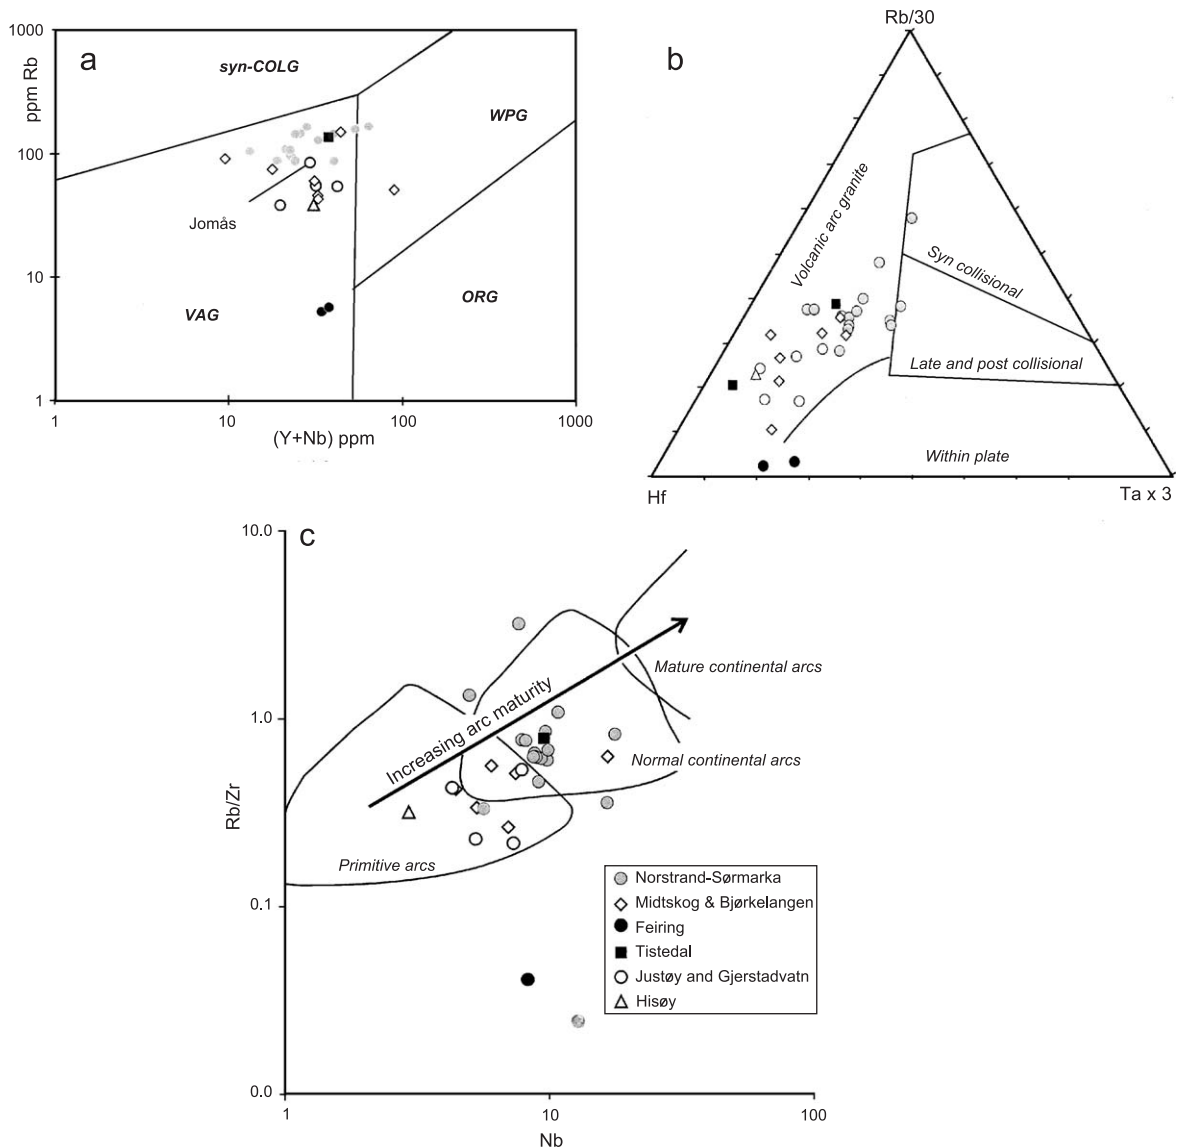 a
1000
100
10
1
ppm Rb
syn-COLG
WPG
Jomås
VAG
ORG
1
10
100
1000
(Y+Nb) ppm
b
Rb/30
Volcanic arc granite
Syn collisional
Late and post collisional
Within plate
Hf
Ta x 3
c
10.0
1.0
0.1
0.0
Rb/Zr
Increasing arc maturity
Mature continental arcs
Normal continental arcs
Primitive arcs
Norstrand-Sørmarka
Midtskog & Bjørkelangen
Feiring
Tistedal
Justøy and Gjerstadvatn
Hisøy
1
10
100
Nb